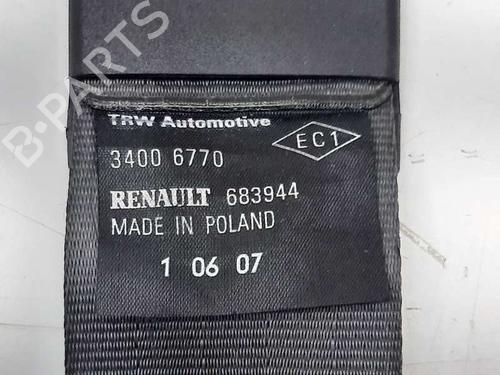 B-PARTS
TRW Automotive
EC1
3400 6770
RENAULT 683944
MADE IN POLAND
1 06 07